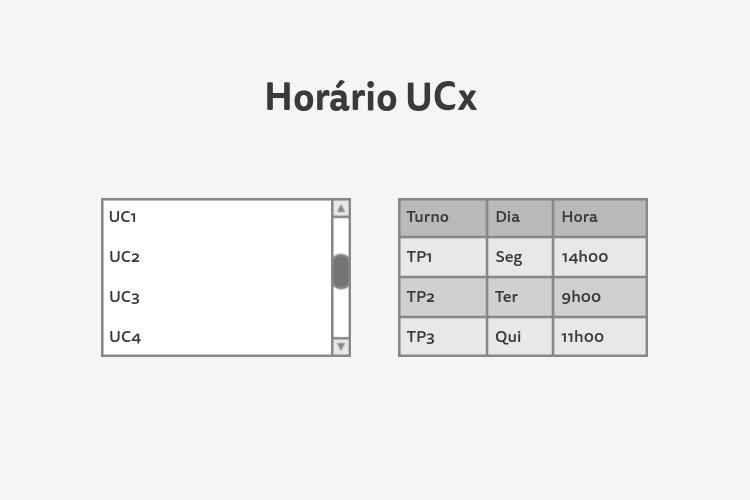 Horário UCx
UC1
UC2
UC3
UC4
Turno Dia Hora
TP1 Seg 14h00
TP2 Ter 9h00
TP3 Qui 11h00